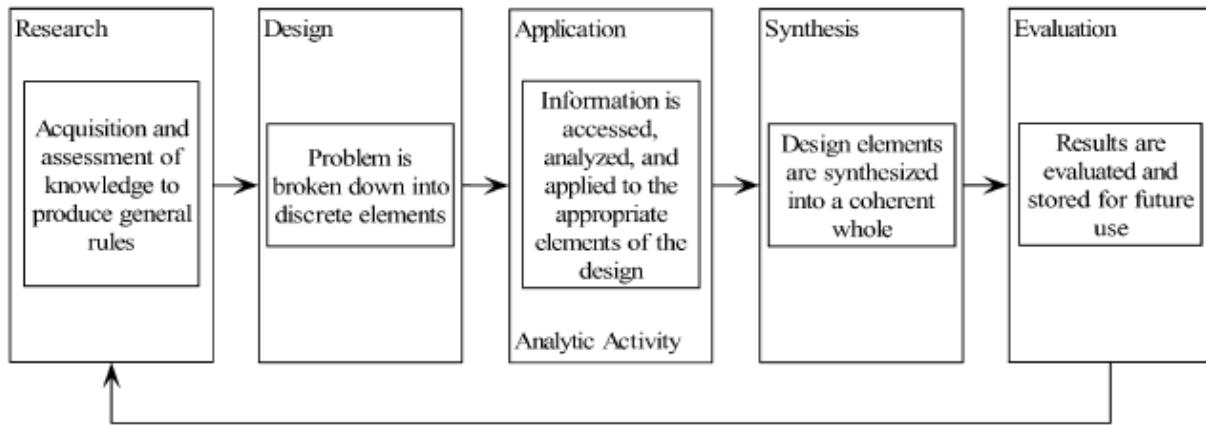 Research
Acquisition and
assessment of
knowledge to
produce general
rules
Design
Problem is
broken down into
discrete elements
Application
Information is
accessed,
analyzed, and
applied to the
appropriate
elements of the
design
Analytic Activity
Synthesis
Design elements
are synthesized
into a coherent
whole
Evaluation
Results are
evaluated and
stored for future
use